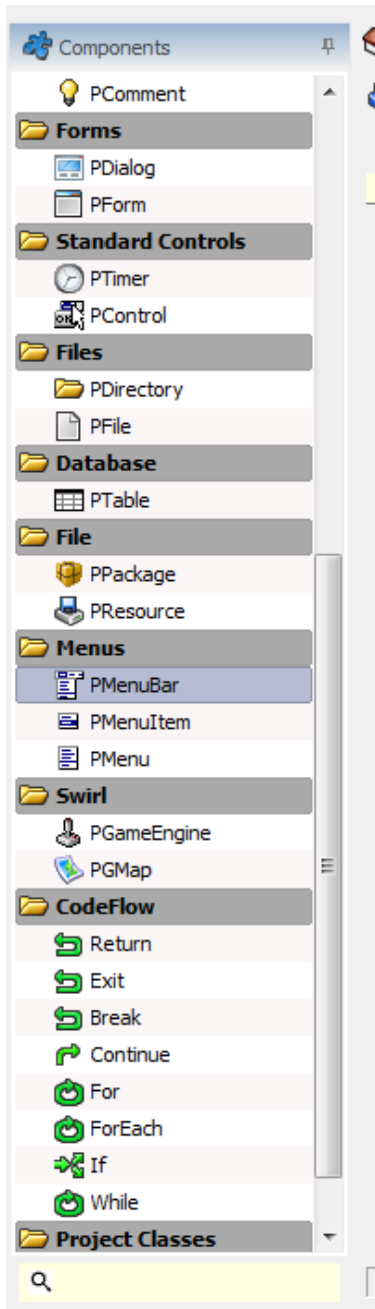 Components
PComment
Forms
PDialog
PForm
Standard Controls
PTimer
PControl
Files
PDirectory
PFile
Database
PTable
File
PPackage
PResource
Menus
PMenuBar
PMenuItem
PMenu
Swirl
PGameEngine
PGMap
CodeFlow
Return
Exit
Break
Continue
For
ForEach
If
While
Project Classes